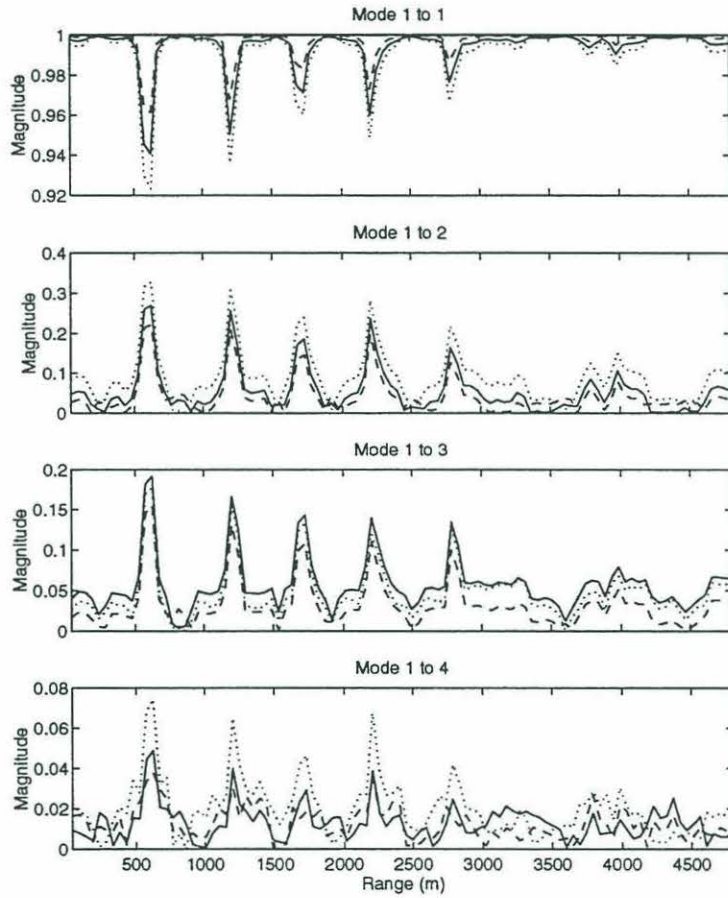 Mode 1 to 1
1
0.98
0.96
0.94
0.92
Magnitude
Mode 1 to 2
0.4
0.3
0.2
0.1
0
Magnitude
Mode 1 to 3
0.2
0.15
0.1
0.05
0
Magnitude
Mode 1 to 4
0.08
0.06
0.04
0.02
0
Magnitude
500 1000 1500 2000 2500 3000 3500 4000 4500
Range (m)